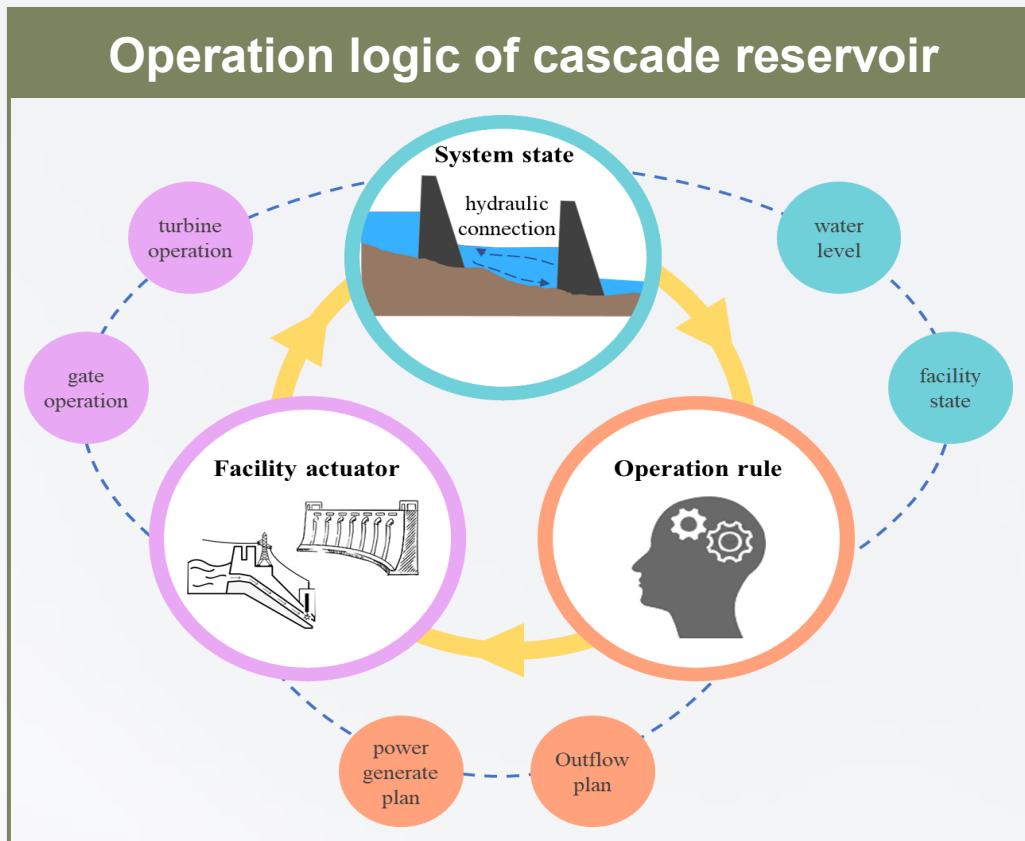 Operation logic of cascade reservoir
System state
hydraulic
connection
turbine
operation
water
level
gate
operation
facility
state
Facility actuator
Operation rule
power
generate
plan
Outflow
plan